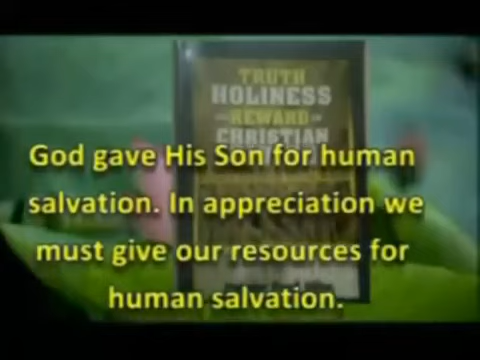 TRUTH
HOLINESS
REWARD
CHRISTIAN
God gave His Son for human
salvation. In appreciation we
must give our resources for
human salvation.